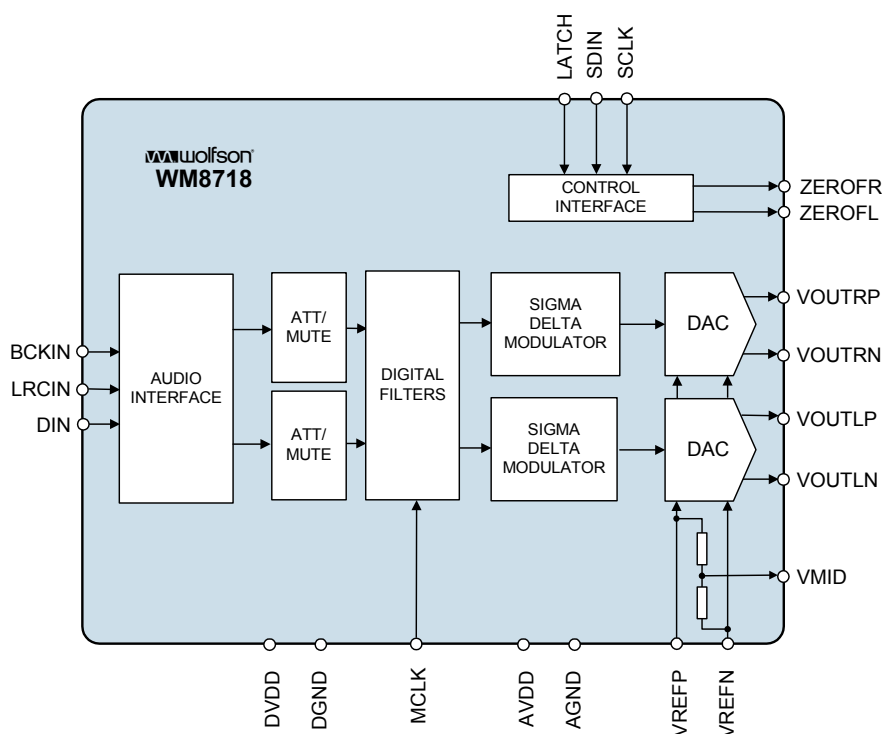 LATCH
SDIN
SCLK
wolfson
WM8718
CONTROL
INTERFACE
ZEROFR
ZEROFL
AUDIO
INTERFACE
ATT/
MUTE
ATT/
MUTE
DIGITAL
FILTERS
SIGMA
DELTA
MODULATOR
SIGMA
DELTA
MODULATOR
DAC
DAC
VOUTRP
VOUTRN
VOUTLP
VOUTLN
BCKIN
LRCIN
DIN
VMID
DVDD
DGND
MCLK
AVDD
AGND
VREFP
VREFN